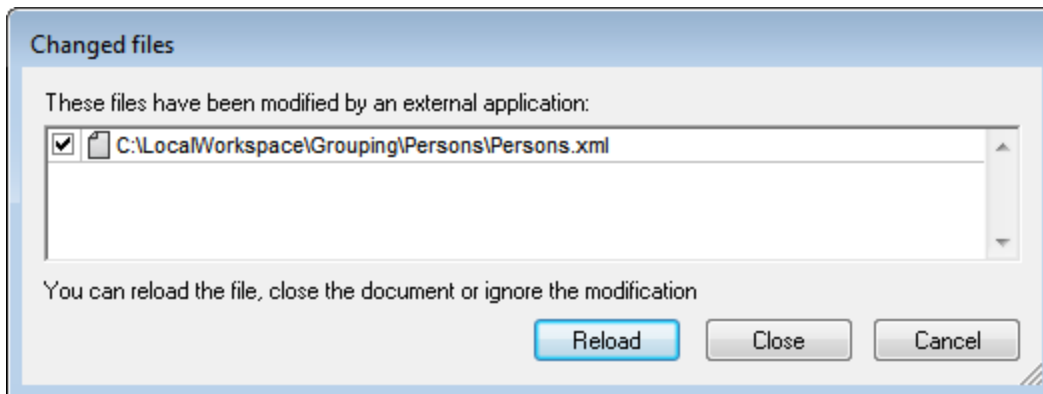 Changed files
These files have been modified by an external application:
C:\LocalWorkspace\Grouping\Persons\Persons.xml
You can reload the file, close the document or ignore the modification
Reload Close Cancel